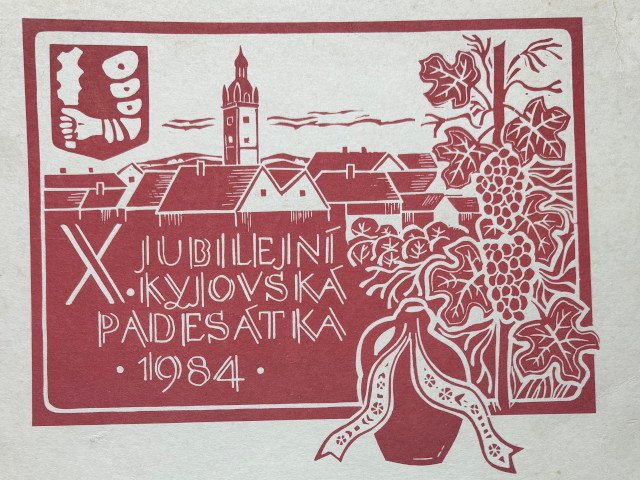 X. JUBILEJNÍ
KYJOVSKÁ
PADESÁTKA
· 1984 ·